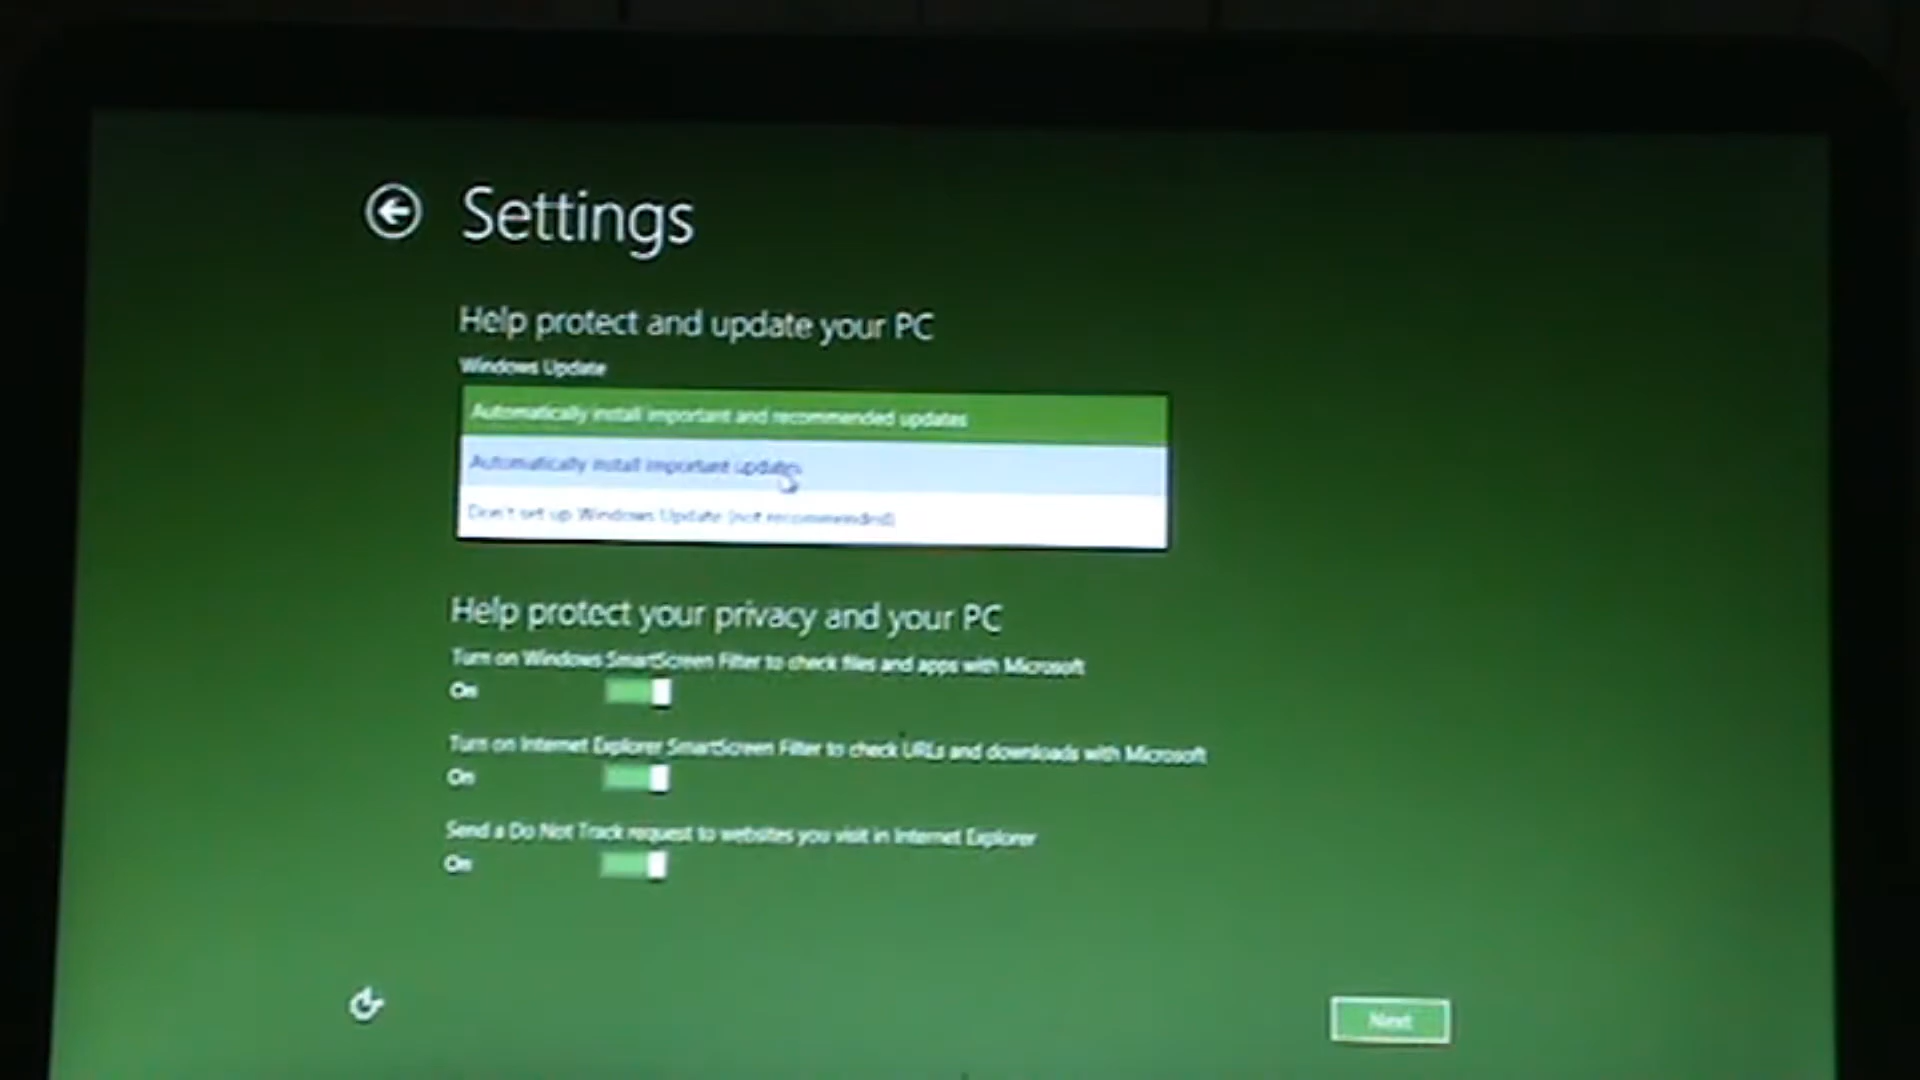 Settings
Help protect and update your PC
Windows Update
Automatically install important and recommended updates
Automatically install important updates
Don't set up Windows Update (not recommended)
Help protect your privacy and your PC
Turn on Windows SmartScreen Filter to check files and apps with Microsoft
On
Turn on Internet Explorer SmartScreen Filter to check URLs and downloads with Microsoft
On
Send a Do Not Track request to websites you visit in Internet Explorer
On
Next